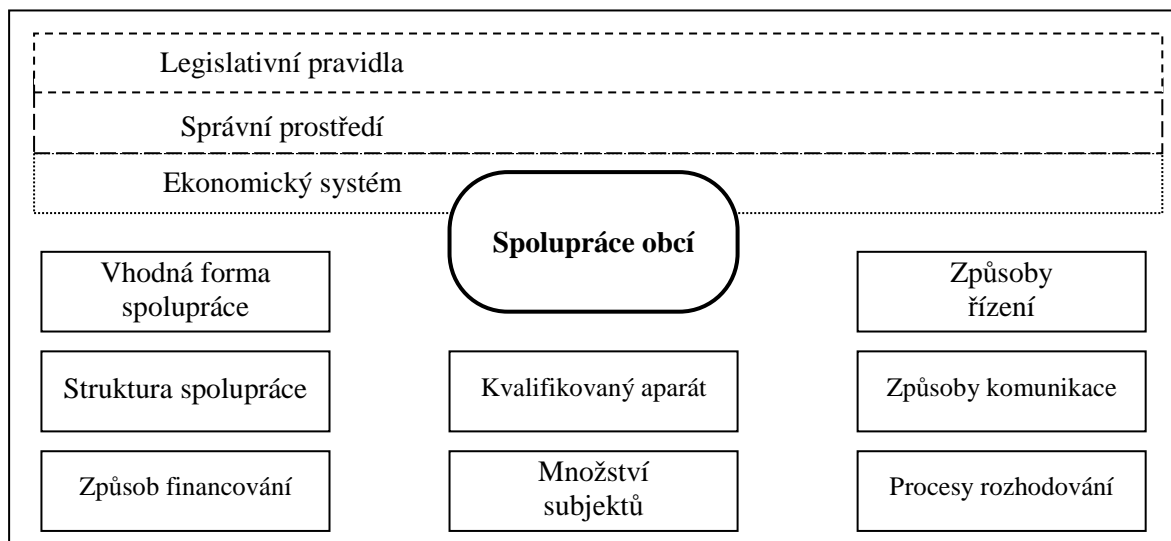 Legislativní pravidla
Správní prostředí
Ekonomický systém
Spolupráce obcí
Vhodná forma
spolupráce
Způsoby
řízení
Struktura spolupráce
Kvalifikovaný aparát
Způsoby komunikace
Způsob financování
Množství
subjektů
Procesy rozhodování